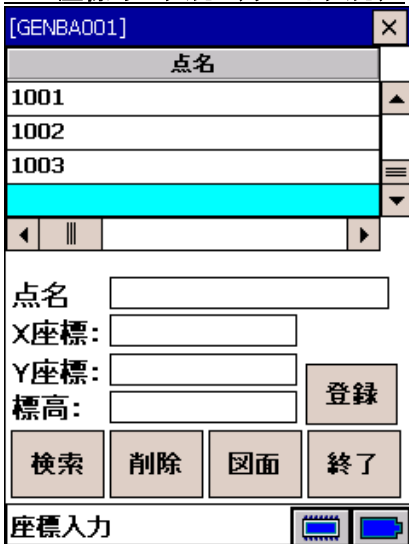 [GENBA001]
点名
1001
1002
1003
点名
X座標:
Y座標:
標高:
登録
検索 削除 図面 終了
座標入力